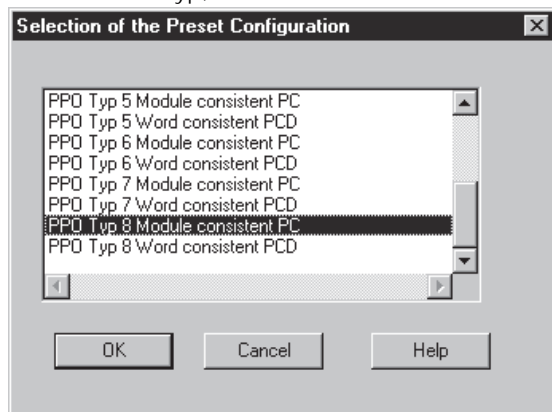 Selection of the Preset Configuration
PPO Typ 5 Module consistent PC
PPO Typ 5 Word consistent PCD
PPO Typ 6 Module consistent PC
PPO Typ 6 Word consistent PCD
PPO Typ 7 Module consistent PC
PPO Typ 7 Word consistent PCD
PPO Typ 8 Module consistent PC
PPO Typ 8 Word consistent PCD
OK Cancel Help